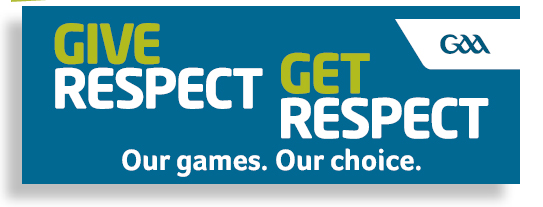 GAA
GIVE
RESPECT
GET
RESPECT
Our games. Our choice.